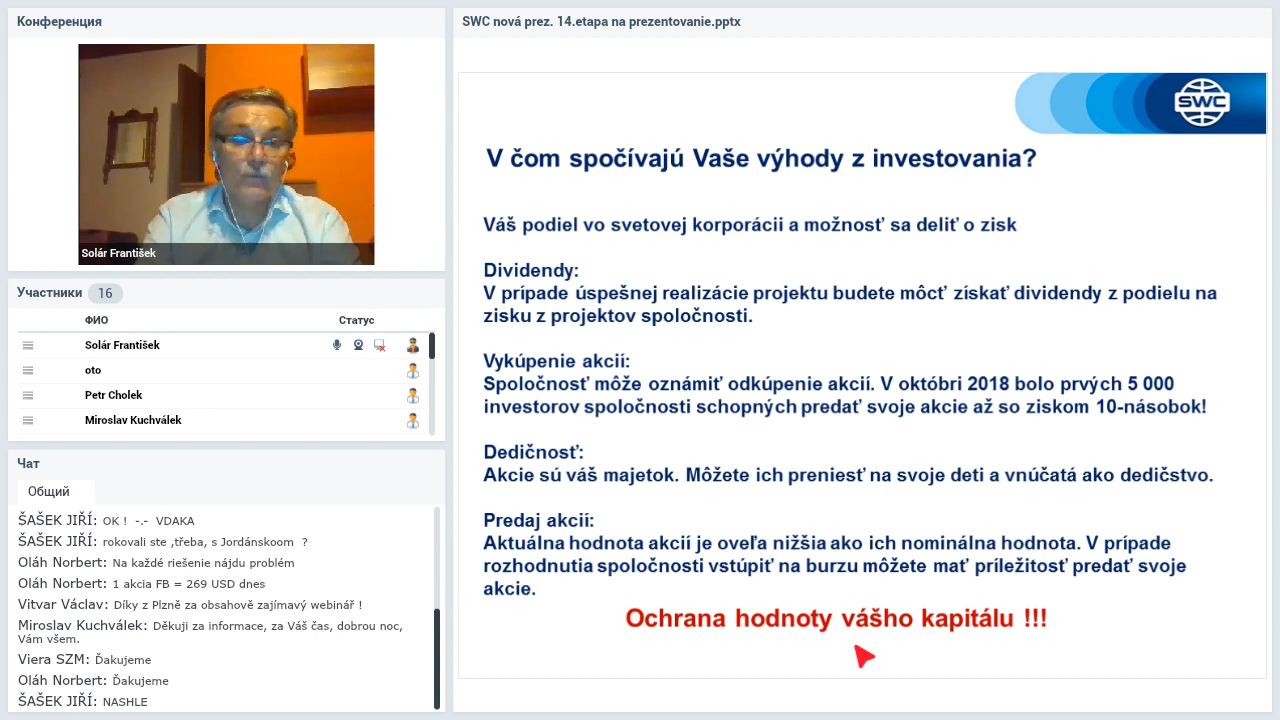 Конференция
Solár František
Участники 16
ФИО Статус
Solár František
oto
Petr Cholek
Miroslav Kuchválek
Чат
Общий
ŠAŠEK JIŘÍ: OK ! -.- VDAKA
ŠAŠEK JIŘÍ: rokovali ste ,třeba, s Jordánskoom ?
Oláh Norbert: Na každé riešenie nájdu problém
Oláh Norbert: 1 akcia FB = 269 USD dnes
Vitvar Václav: Díky z Plzně za obsahově zajímavý webinář !
Miroslav Kuchválek: Děkuji za informace, za Váš čas, dobrou noc,
Vám všem.
Viera SZM: Ďakujeme
Oláh Norbert: Ďakujeme
ŠAŠEK JIŘÍ: NASHLE
SWC nová prez. 14.etapa na prezentovanie.pptx
SWC
V čom spočívajú Vaše výhody z investovania?
Váš podiel vo svetovej korporácii a možnosť sa deliť o zisk
Dividendy:
V prípade úspešnej realizácie projektu budete môcť získať dividendy z podielu na
zisku z projektov spoločnosti.
Vykúpenie akcií:
Spoločnosť môže oznámiť odkúpenie akcií. V októbri 2018 bolo prvých 5 000
investorov spoločnosti schopných predať svoje akcie až so ziskom 10-násobok!
Dedičnosť:
Akcie sú váš majetok. Môžete ich preniesť na svoje deti a vnúčatá ako dedičstvo.
Predaj akcií:
Aktuálna hodnota akcií je oveľa nižšia ako ich nominálna hodnota. V prípade
rozhodnutia spoločnosti vstúpiť na burzu môžete mať príležitosť predať svoje
akcie.
Ochrana hodnoty vášho kapitálu !!!